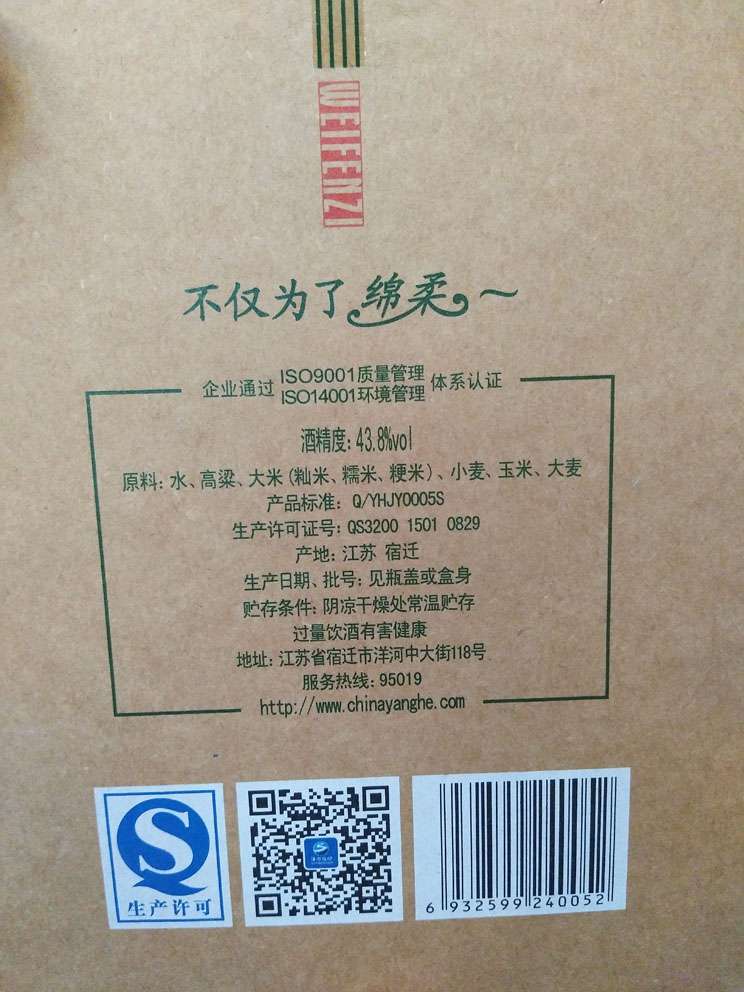 WEIFENZI
不仅为了绵柔~
企业通过 ISO9001质量管理 体系认证
ISO14001环境管理
酒精度: 43.8%vol
原料: 水、高粱、大米(籼米、糯米、粳米)、小麦、玉米、大麦
产品标准: Q/YHJY0005S
生产许可证号: QS3200 1501 0829
产地: 江苏 宿迁
生产日期、批号: 见瓶盖或盒身
贮存条件: 阴凉干燥处常温贮存
过量饮酒有害健康
地址: 江苏省宿迁市洋河中大街118号
服务热线: 95019
http://www.chinayanghe.com
生产许可
6 932599 240052